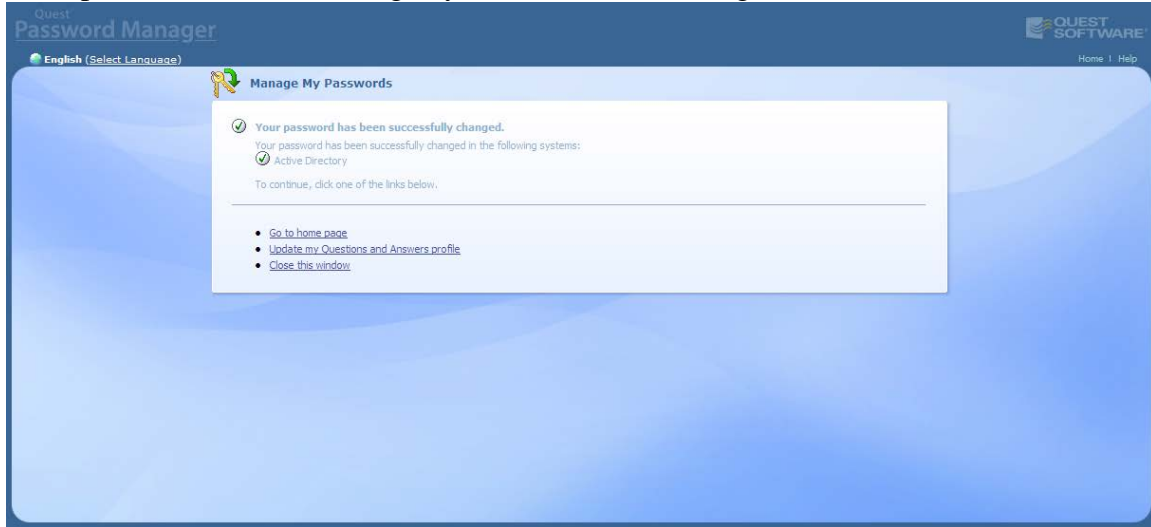 Quest
Password Manager
QUEST
SOFTWARE
English (Select Language)
Home | Help
Manage My Passwords
Your password has been successfully changed.
Your password has been successfully changed in the following systems:
Active Directory
To continue, click one of the links below.
Go to home page
Update my Questions and Answers profile
Close this window